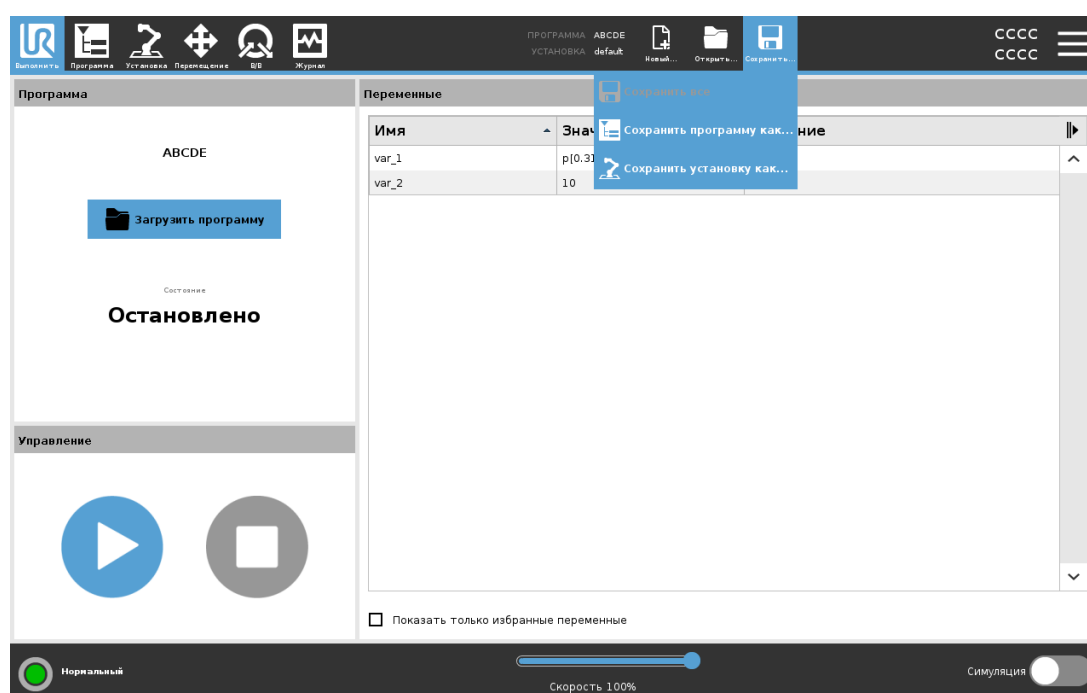 UR
Выполнить
Программа
Установка
Перемещение
В/В
Журнал
ПРОГРАММА ABCDE
УСТАНОВКА default
Новый...
Открыть...
Сохранить...
CCCC
CCCC
Программа
Переменные
Сохранить все
Сохранить программу как...
Сохранить установку как...
ABCDE
Загрузить программу
Состояние
Остановлено
Имя
var_1 p[0.31
var_2 10
Управление
Показать только избранные переменные
Нормальный
Скорость 100%
Симуляция